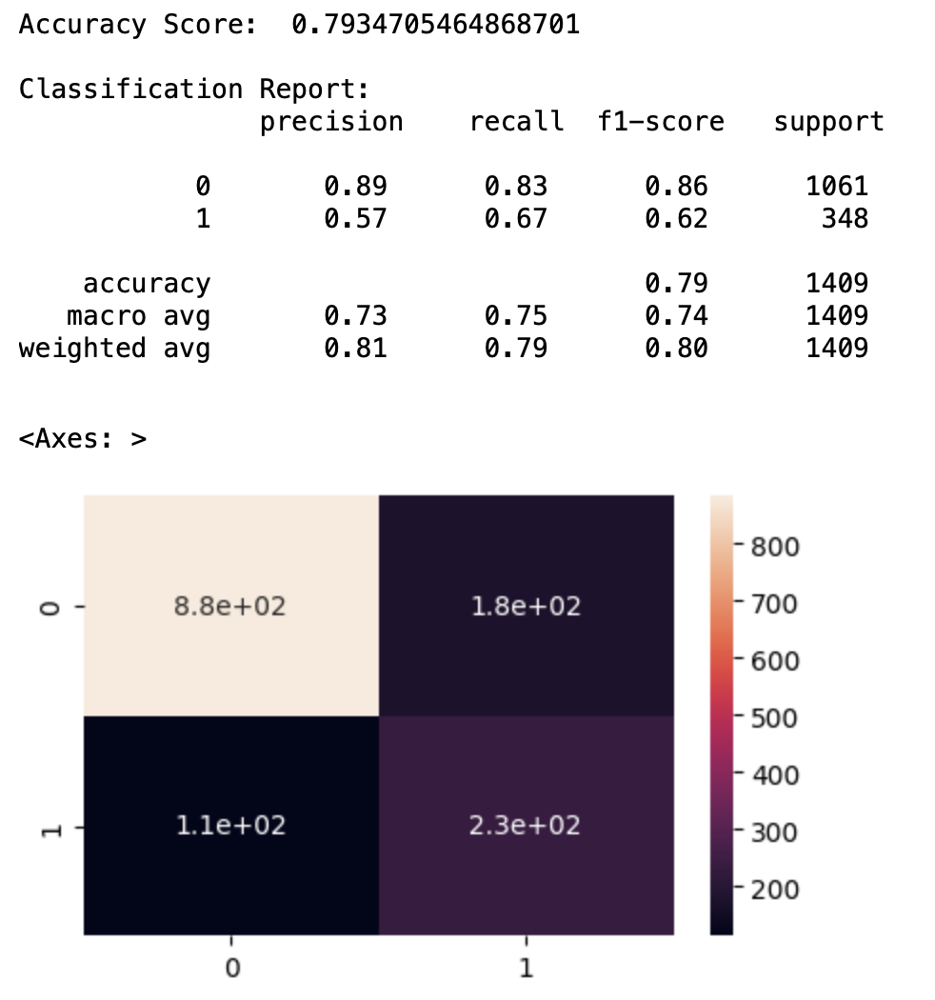 Accuracy Score:  0.7934705464868701
Classification Report:
precision recall f1-score support
0 0.89 0.83 0.86 1061
1 0.57 0.67 0.62 348
accuracy 0.79 1409
macro avg 0.73 0.75 0.74 1409
weighted avg 0.81 0.79 0.80 1409
<Axes: >
800
0 8.8e+02 1.8e+02 700
600
500
400
1 1.1e+02 2.3e+02 300
200
0 1